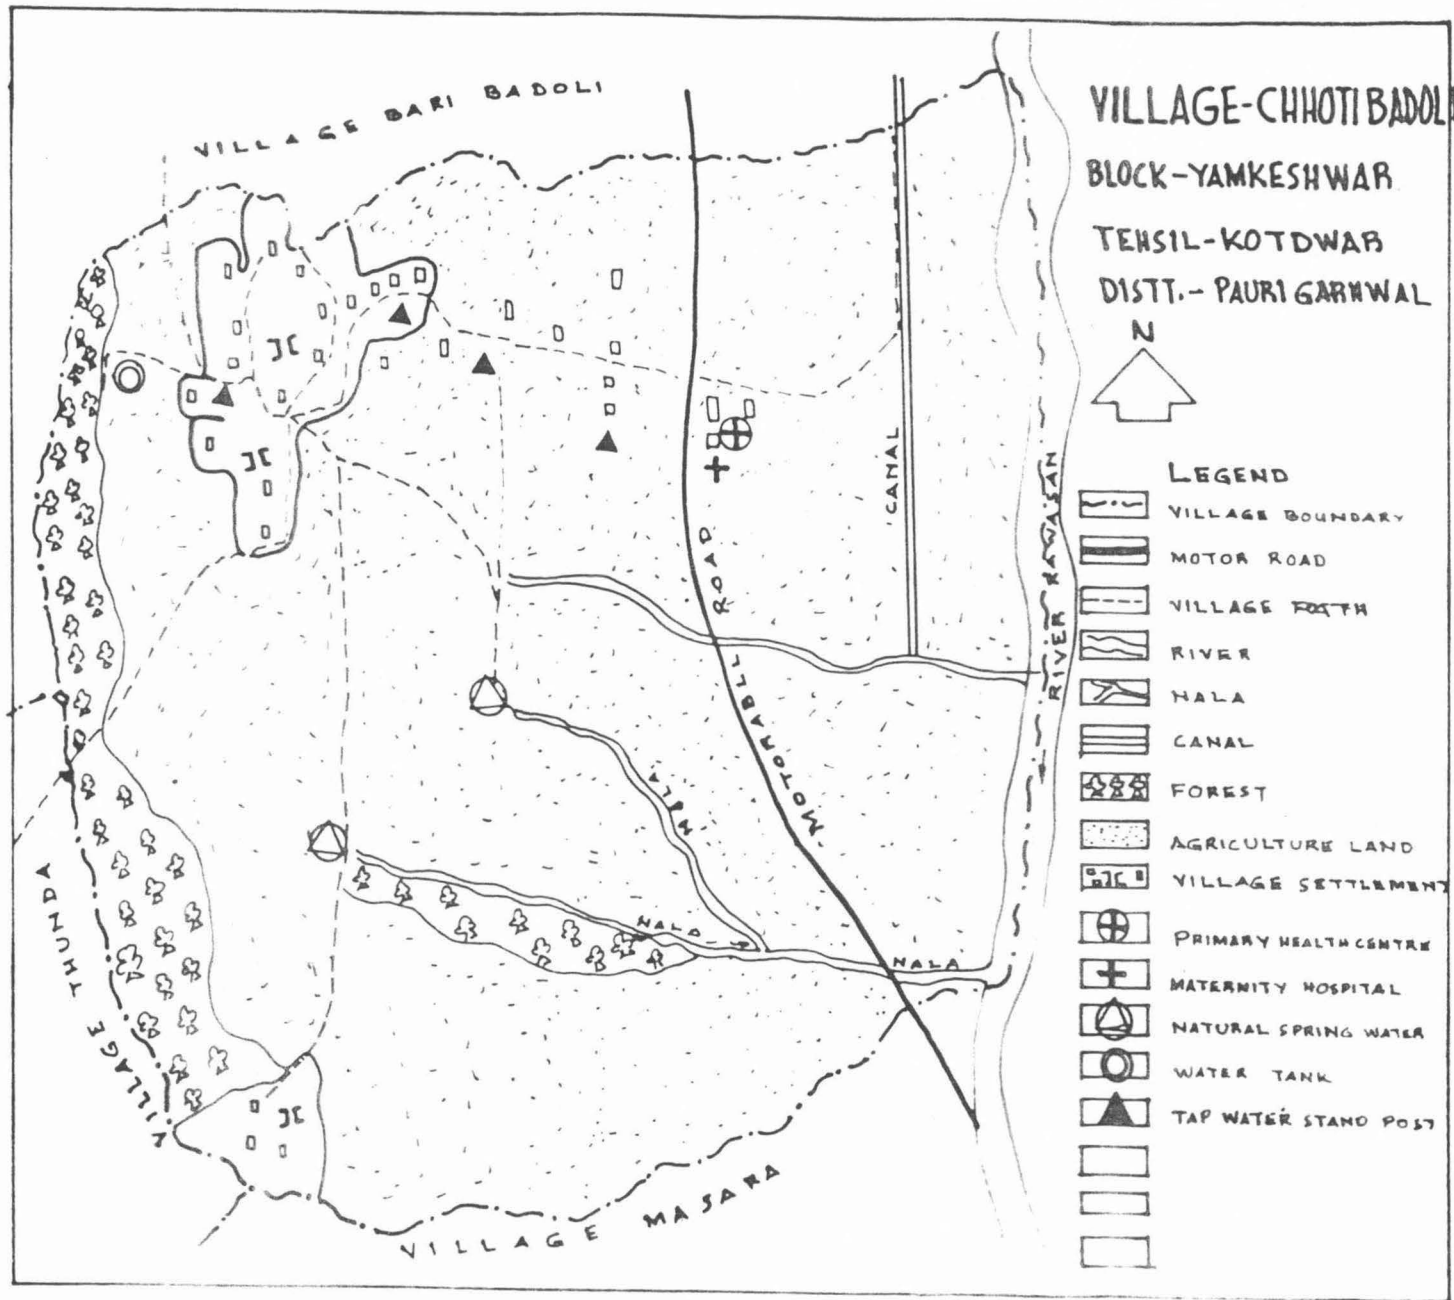 VILLAGE BARI BADOLI
VILLAGE-CHHOTI BADOLI
BLOCK-YAMKESHWAR
TEHSIL-KOTDWAR
DISTT.- PAURI GARHWAL
N
CANAL
RIVER RAWASAN
MOTORABLL ROAD
NALA
NALA
NALA
VILLAGE THUNDA
VILLAGE MASARA
LEGEND
VILLAGE BOUNDARY
MOTOR ROAD
VILLAGE
RIVER
NALA
CANAL
FOREST
AGRICULTURE LAND
VILLAGE SETTLEMENT
PRIMARY HEALTH CENTRE
MATERNITY HOSPITAL
NATURAL SPRING WATER
WATER TANK
TAP WATER STAND POST